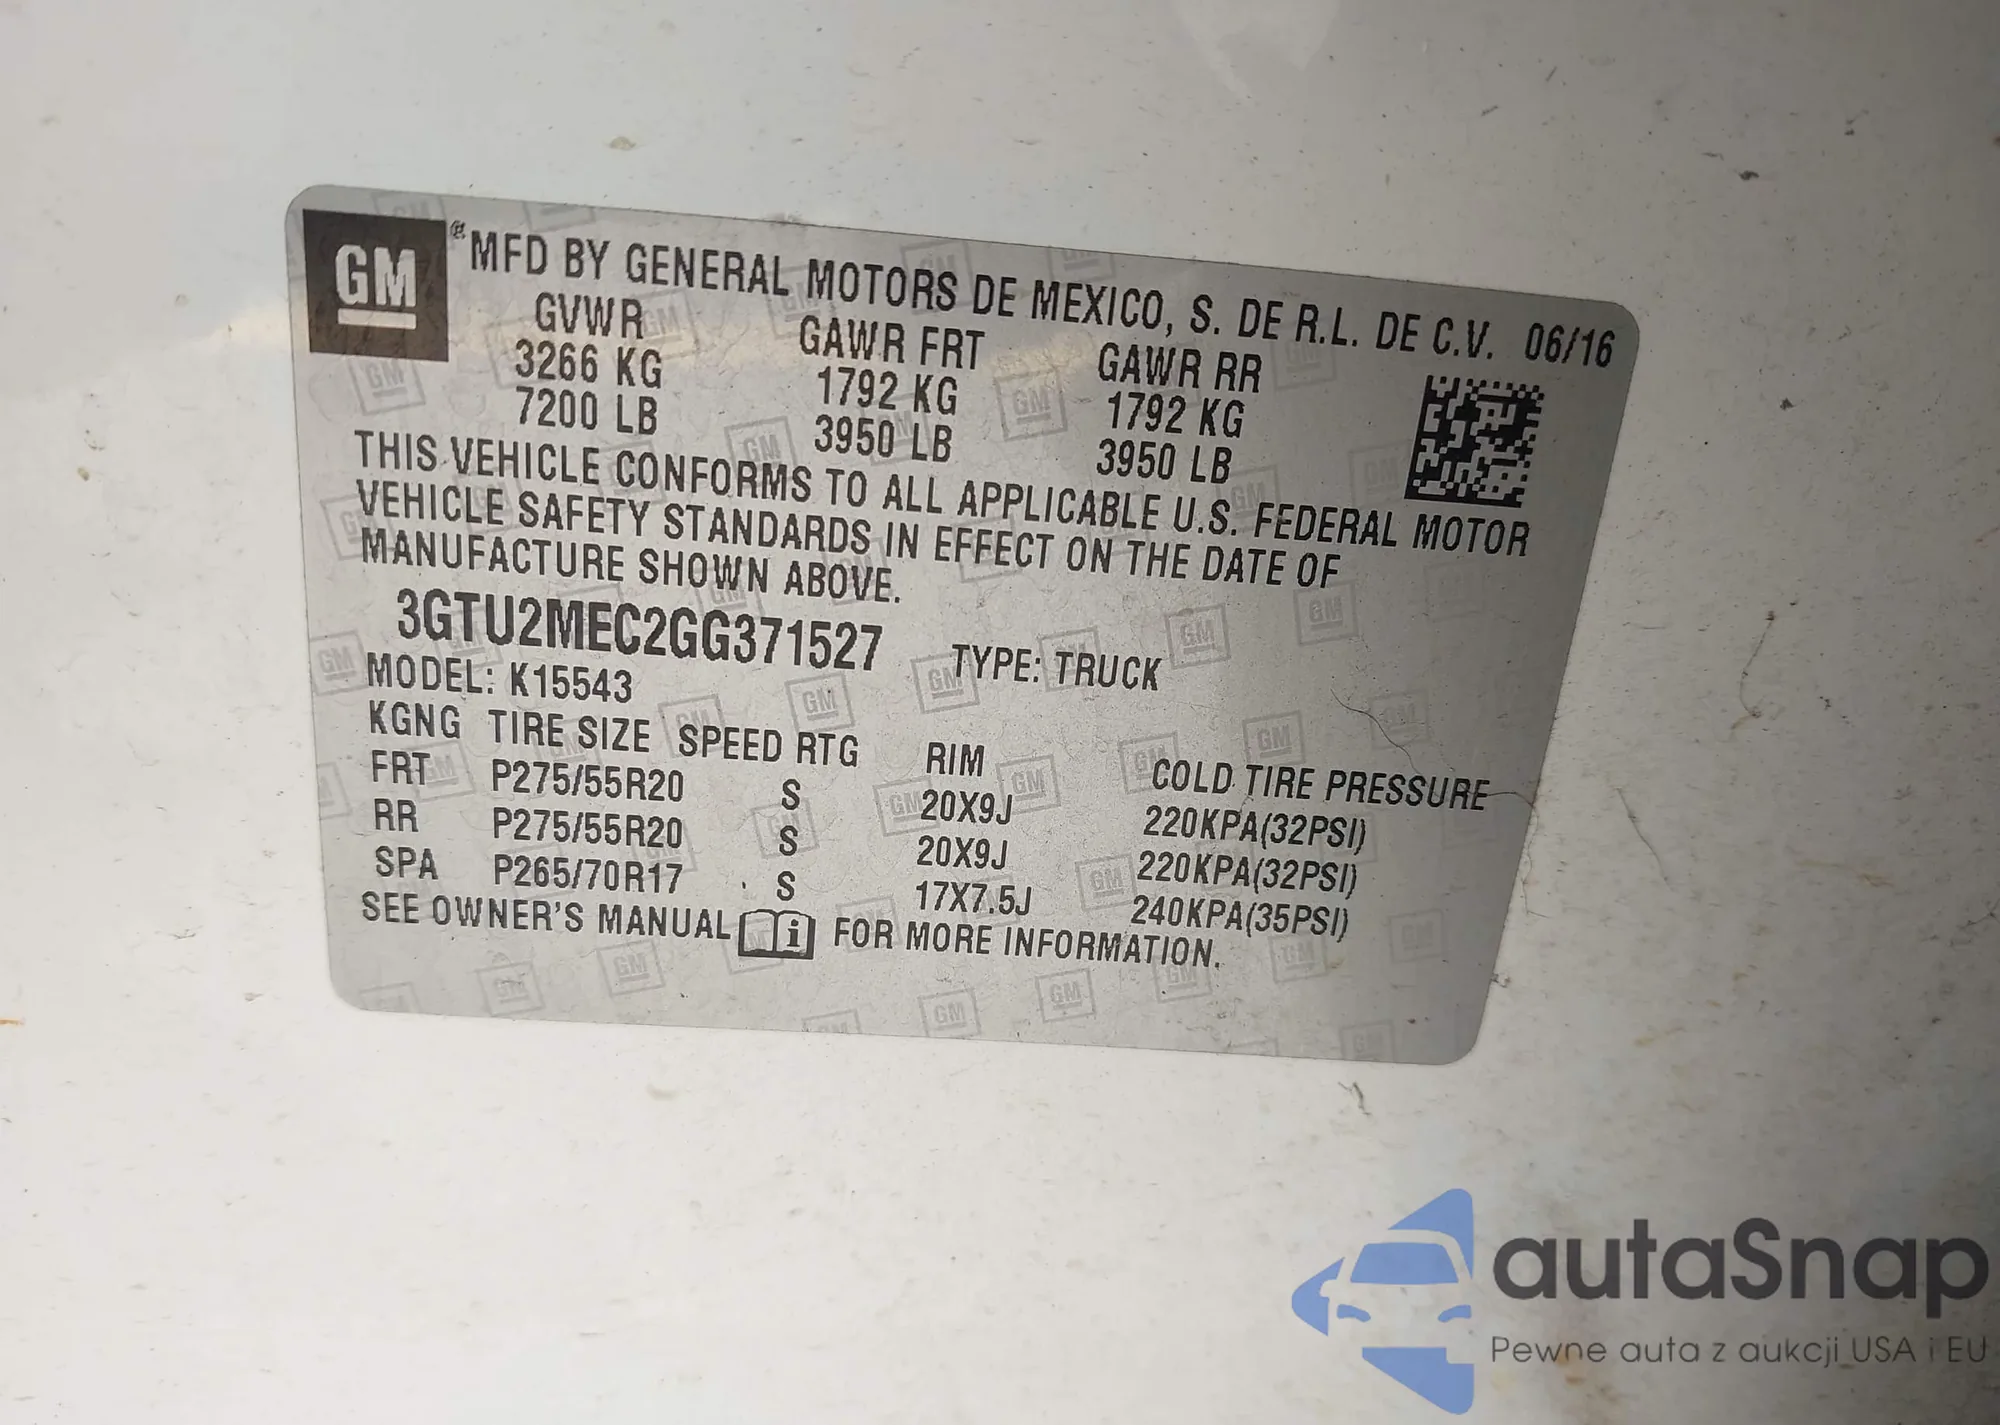 GM
® MFD BY GENERAL MOTORS DE MEXICO, S. DE R.L. DE C.V. 06/16
GVWR GAWR FRT GAWR RR
3266 KG 1792 KG 1792 KG
7200 LB 3950 LB 3950 LB
THIS VEHICLE CONFORMS TO ALL APPLICABLE U.S. FEDERAL MOTOR
VEHICLE SAFETY STANDARDS IN EFFECT ON THE DATE OF
MANUFACTURE SHOWN ABOVE.
3GTU2MEC2GG371527 TYPE: TRUCK
MODEL: K15543
KGNG TIRE SIZE SPEED RTG RIM COLD TIRE PRESSURE
FRT P275/55R20 S 20X9J 220KPA(32PSI)
RR P275/55R20 S 20X9J 220KPA(32PSI)
SPA P265/70R17 S 17X7.5J 240KPA(35PSI)
SEE OWNER'S MANUAL i FOR MORE INFORMATION.
autaSnap
Pewne auta z aukcji USA i EU